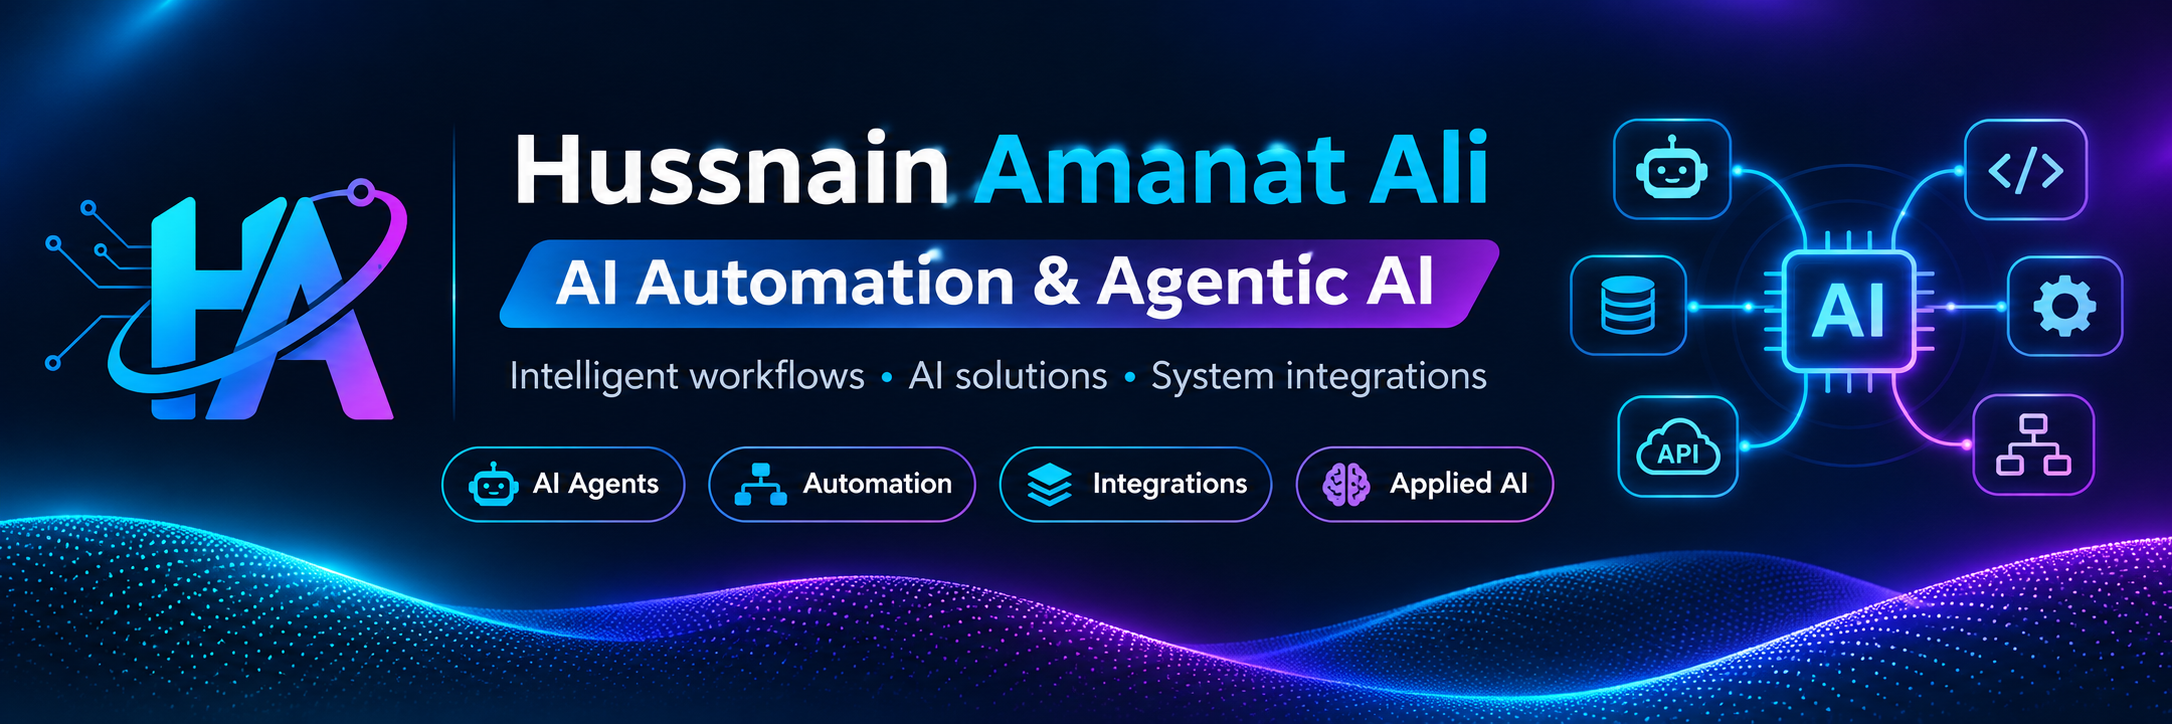 HA
Hussnain Amanat Ali
AI Automation & Agentic AI
Intelligent workflows • AI solutions • System integrations
AI Agents
Automation
Integrations
Applied AI
</>
AI
API